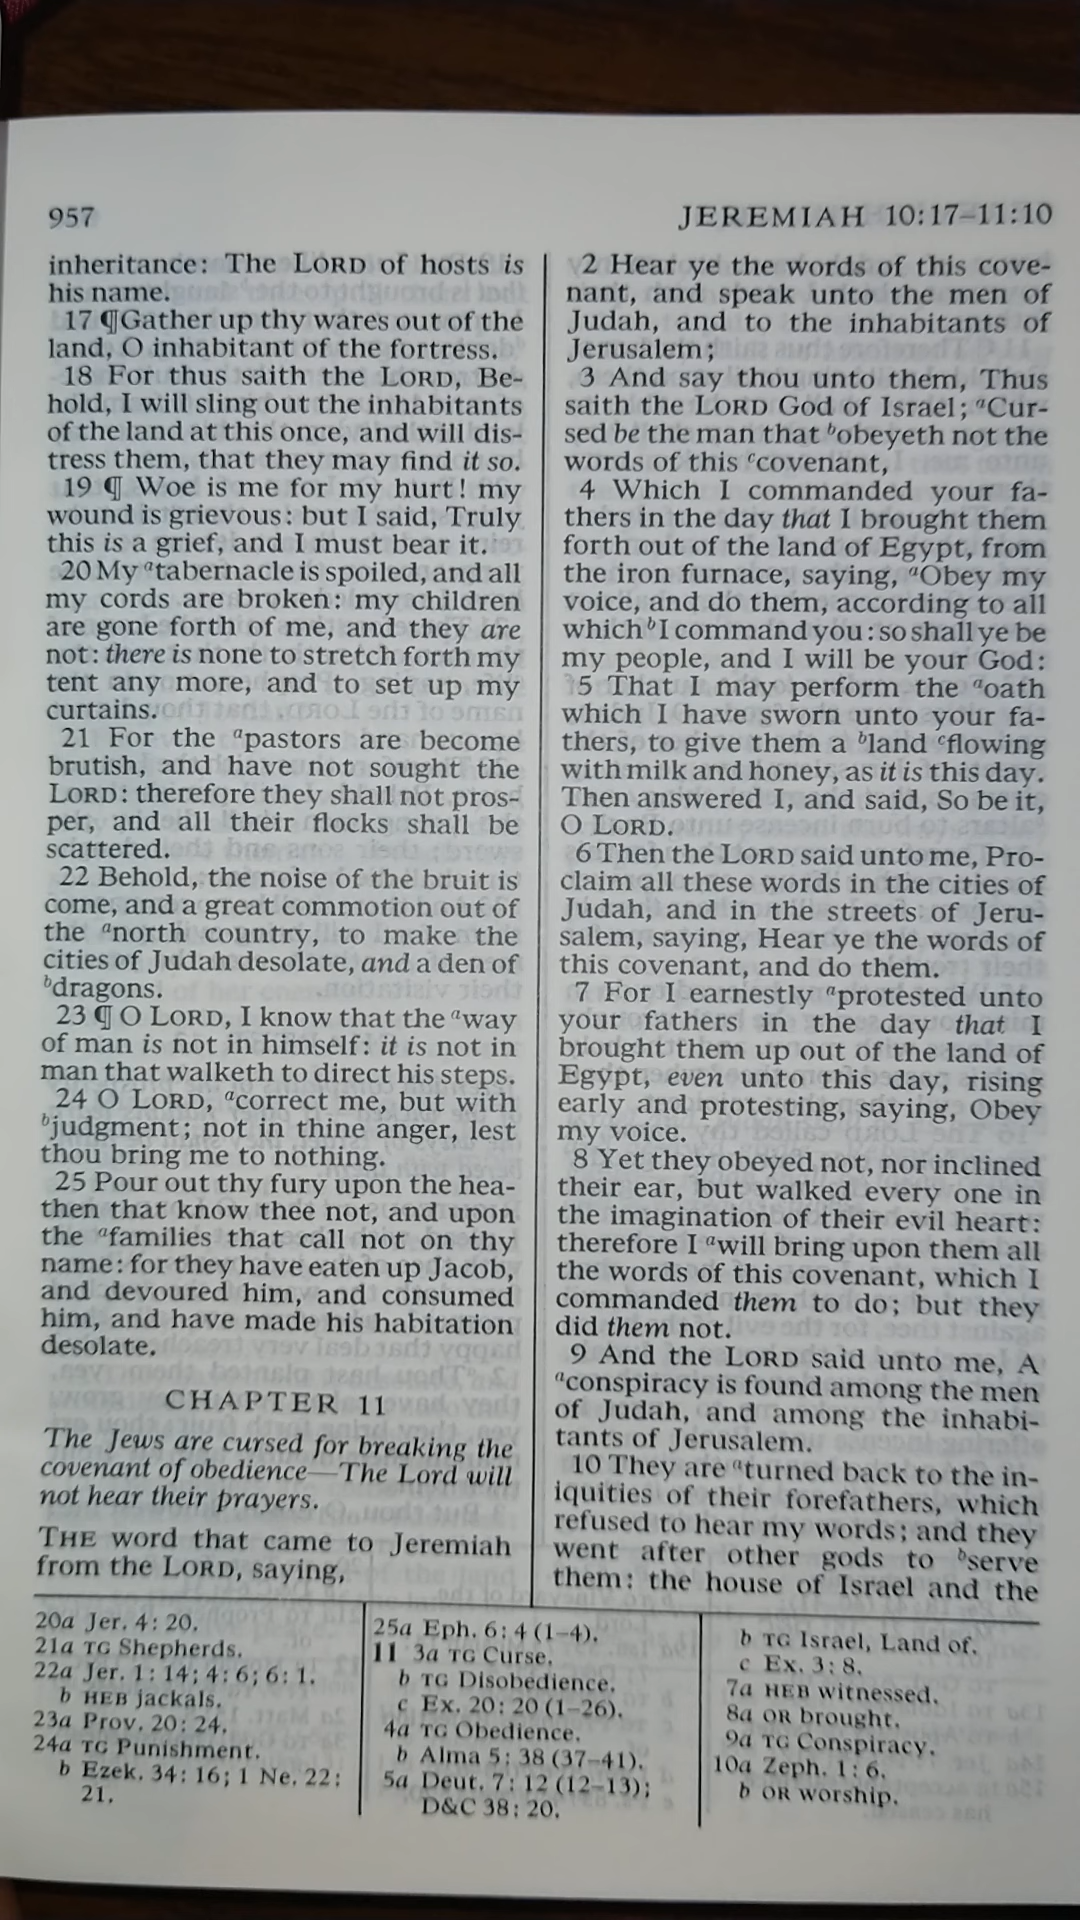 957
JEREMIAH 10:17–11:10
inheritance: The LORD of hosts is
his name.
17 ¶Gather up thy wares out of the
land, O inhabitant of the fortress.
18 For thus saith the LORD, Be-
hold, I will sling out the inhabitants
of the land at this once, and will dis-
tress them, that they may find it so.
19 ¶ Woe is me for my hurt! my
wound is grievous: but I said, Truly
this is a grief, and I must bear it.
20 My ᵃtabernacle is spoiled, and all
my cords are broken: my children
are gone forth of me, and they are
not: there is none to stretch forth my
tent any more, and to set up my
curtains.
21 For the ᵃpastors are become
brutish, and have not sought the
LORD: therefore they shall not pros-
per, and all their flocks shall be
scattered.
22 Behold, the noise of the bruit is
come, and a great commotion out of
the ᵃnorth country, to make the
cities of Judah desolate, and a den of
ᵇdragons.
23 ¶ O LORD, I know that the ᵃway
of man is not in himself: it is not in
man that walketh to direct his steps.
24 O LORD, ᵃcorrect me, but with
ᵇjudgment; not in thine anger, lest
thou bring me to nothing.
25 Pour out thy fury upon the hea-
then that know thee not, and upon
the ᵃfamilies that call not on thy
name: for they have eaten up Jacob,
and devoured him, and consumed
him, and have made his habitation
desolate.
CHAPTER 11
The Jews are cursed for breaking the
covenant of obedience—The Lord will
not hear their prayers.
THE word that came to Jeremiah
from the LORD, saying,
2 Hear ye the words of this cove-
nant, and speak unto the men of
Judah, and to the inhabitants of
Jerusalem;
3 And say thou unto them, Thus
saith the LORD God of Israel; ᵃCur-
sed be the man that ᵇobeyeth not the
words of this ᶜcovenant,
4 Which I commanded your fa-
thers in the day that I brought them
forth out of the land of Egypt, from
the iron furnace, saying, ᵃObey my
voice, and do them, according to all
which ᵇI command you: so shall ye be
my people, and I will be your God:
5 That I may perform the ᵃoath
which I have sworn unto your fa-
thers, to give them a ᵇland ᶜflowing
with milk and honey, as it is this day.
Then answered I, and said, So be it,
O LORD.
6 Then the LORD said unto me, Pro-
claim all these words in the cities of
Judah, and in the streets of Jeru-
salem, saying, Hear ye the words of
this covenant, and do them.
7 For I earnestly ᵃprotested unto
your fathers in the day that I
brought them up out of the land of
Egypt, even unto this day, rising
early and protesting, saying, Obey
my voice.
8 Yet they obeyed not, nor inclined
their ear, but walked every one in
the imagination of their evil heart:
therefore I ᵃwill bring upon them all
the words of this covenant, which I
commanded them to do; but they
did them not.
9 And the LORD said unto me, A
ᵃconspiracy is found among the men
of Judah, and among the inhabi-
tants of Jerusalem.
10 They are ᵃturned back to the in-
iquities of their forefathers, which
refused to hear my words; and they
went after other gods to ᵇserve
them: the house of Israel and the
20a Jer. 4: 20.
21a TG Shepherds.
22a Jer. 1: 14; 4: 6; 6: 1.
b HEB jackals.
23a Prov. 20: 24.
24a TG Punishment.
b Ezek. 34: 16; 1 Ne. 22:
21.
25a Eph. 6: 4 (1–4).
11 3a TG Curse.
b TG Disobedience.
c Ex. 20: 20 (1–26).
4a TG Obedience.
b Alma 5: 38 (37–41).
5a Deut. 7: 12 (12–13);
D&C 38: 20.
b TG Israel, Land of.
c Ex. 3: 8.
7a HEB witnessed.
8a OR brought.
9a TG Conspiracy.
10a Zeph. 1: 6.
b OR worship.